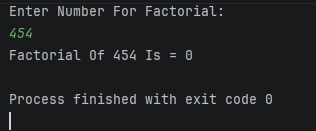 Enter Number For Factorial:
454
Factorial Of 454 Is = 0
Process finished with exit code 0